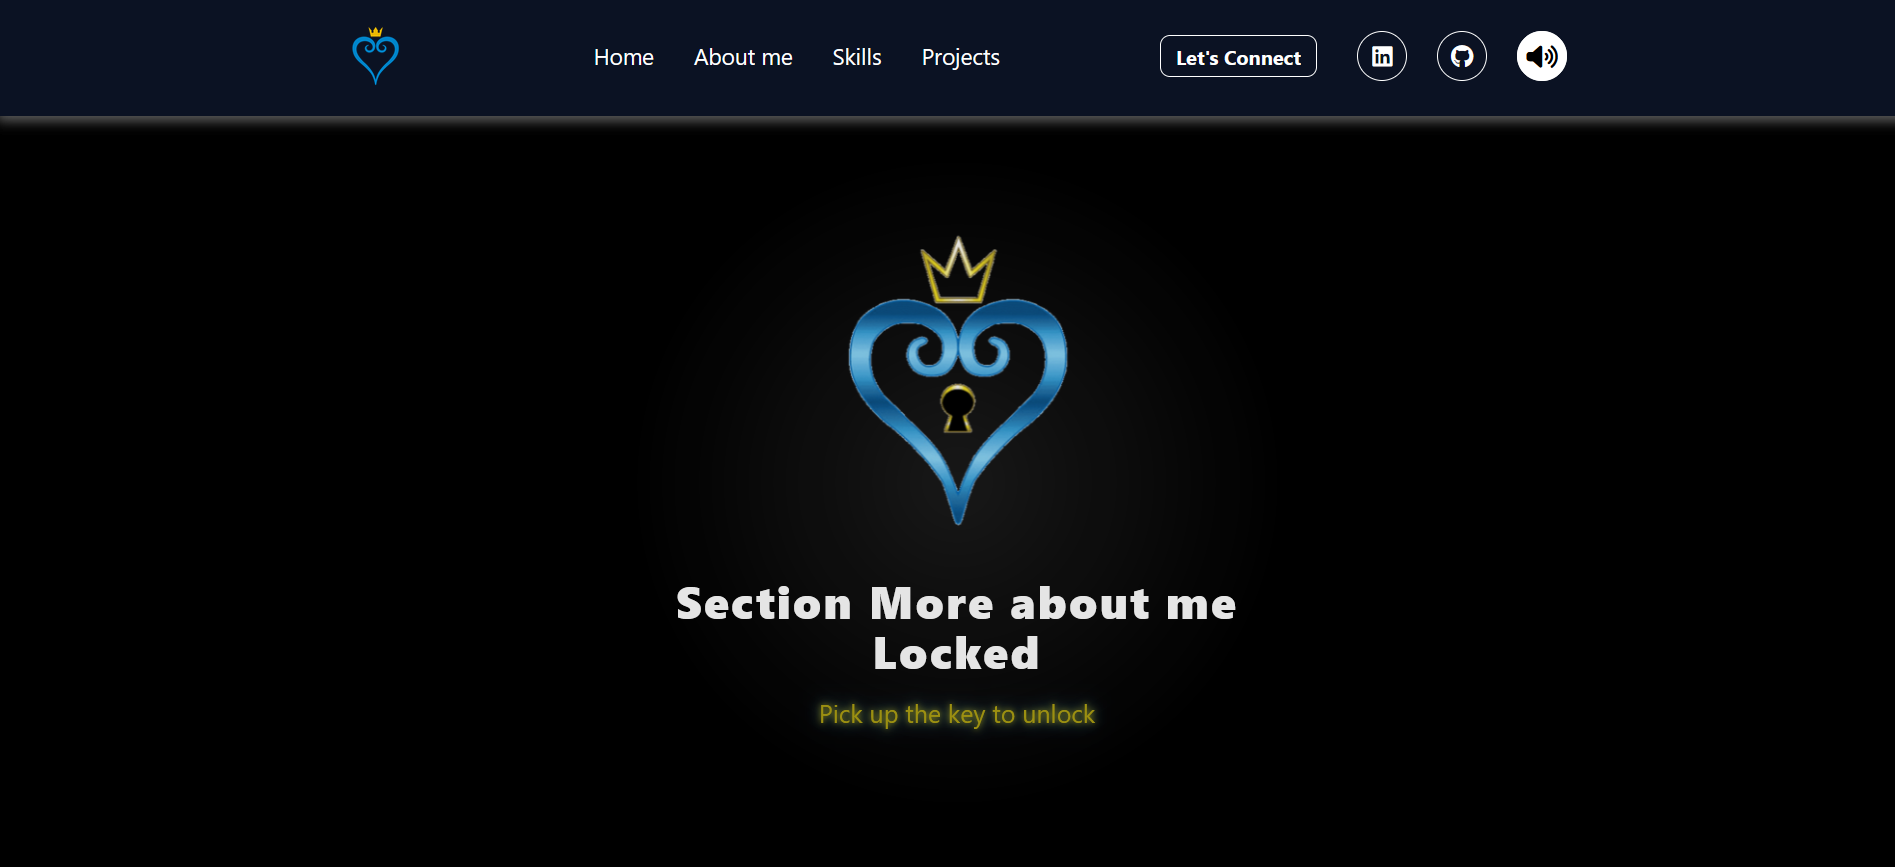 Home About me Skills Projects Let's Connect
Section More about me
Locked
Pick up the key to unlock